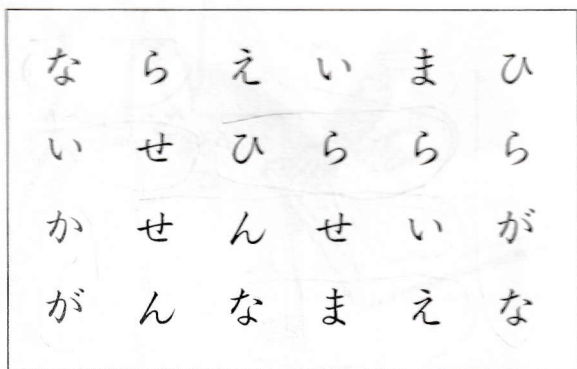 な ら え い ま ひ
い せ ひ ら ら ら
か せ ん せ い が
が ん な ま え な